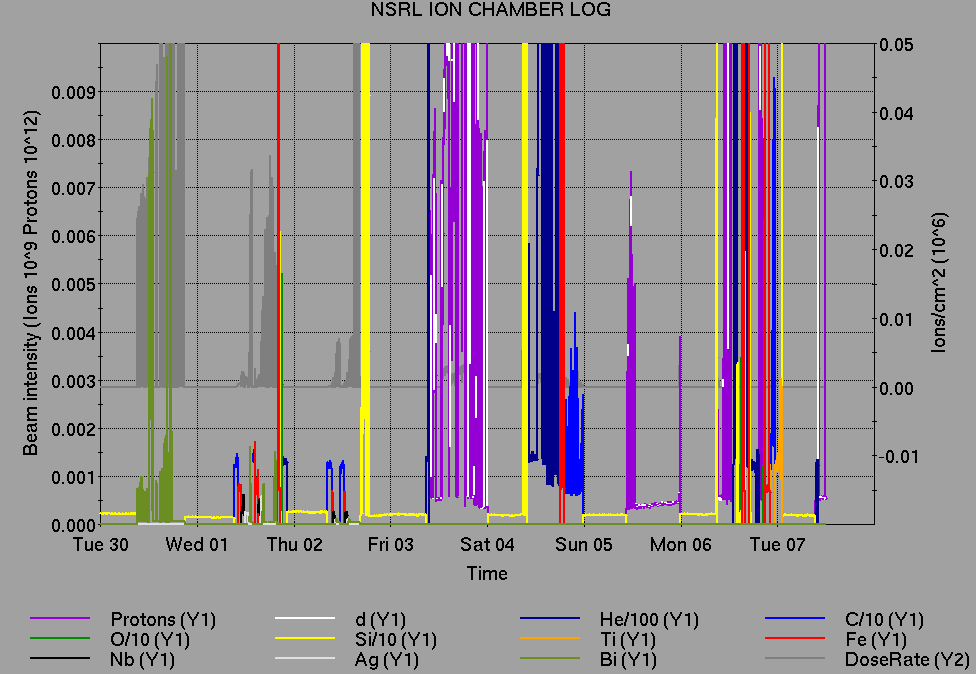 NSRL ION CHAMBER LOG
Beam intensity (Ions 10^9 Protons 10^12)
0.009
0.008
0.007
0.006
0.005
0.004
0.003
0.002
0.001
0.000
0.05
0.04
0.03
0.02
0.01
0.00
-0.01
Ions/cm^2 (10^6)
Tue 30 Wed 01 Thu 02 Fri 03 Sat 04 Sun 05 Mon 06 Tue 07
Time
Protons (Y1) d (Y1) He/100 (Y1) C/10 (Y1)
O/10 (Y1) Si/10 (Y1) Ti (Y1) Fe (Y1)
Nb (Y1) Ag (Y1) Bi (Y1) DoseRate (Y2)